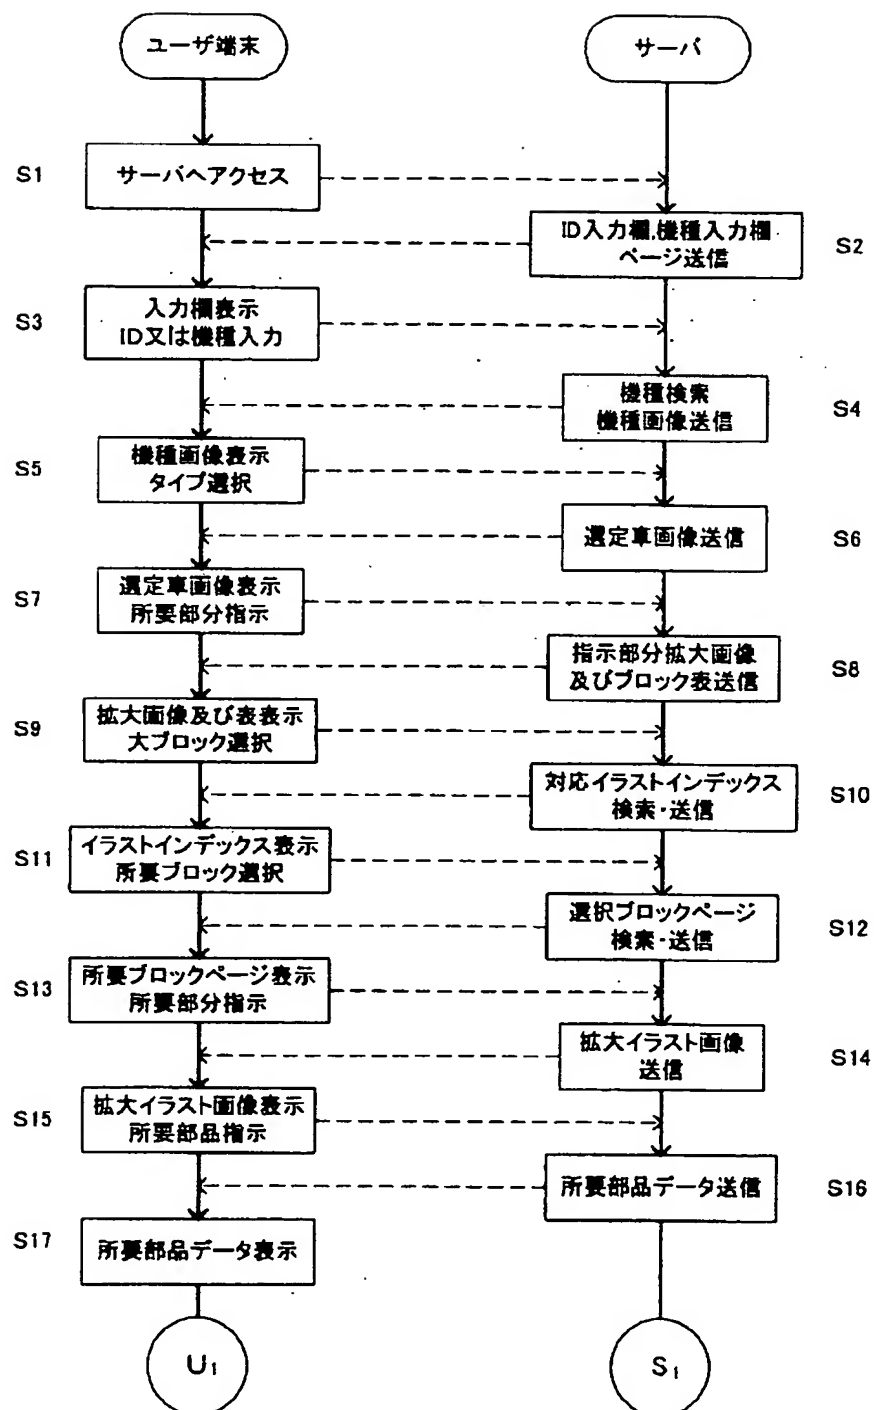 ユーザ端末
サーバ
S1
サーバへアクセス
ID入力欄,機種入力欄
ページ送信
S2
S3
入力欄表示
ID又は機種入力
機種検索
機種画像送信
S4
S5
機種画像表示
タイプ選択
選定車画像送信
S6
S7
選定車画像表示
所要部分指示
指示部分拡大画像
及びブロック表送信
S8
S9
拡大画像及び表表示
大ブロック選択
対応イラストインデックス
検索・送信
S10
S11
イラストインデックス表示
所要ブロック選択
選択ブロックページ
検索・送信
S12
S13
所要ブロックページ表示
所要部分指示
拡大イラスト画像
送信
S14
S15
拡大イラスト画像表示
所要部品指示
所要部品データ送信
S16
S17
所要部品データ表示
U1
S1